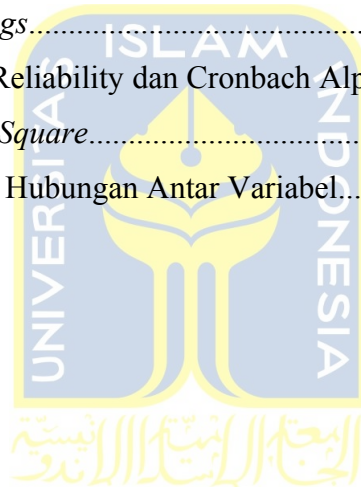 gs...................................
Reliability dan Cronbach Alp
Square..............................
Hubungan Antar Variabel....
UNIVERSITAS
ISLAM
INDONESIA